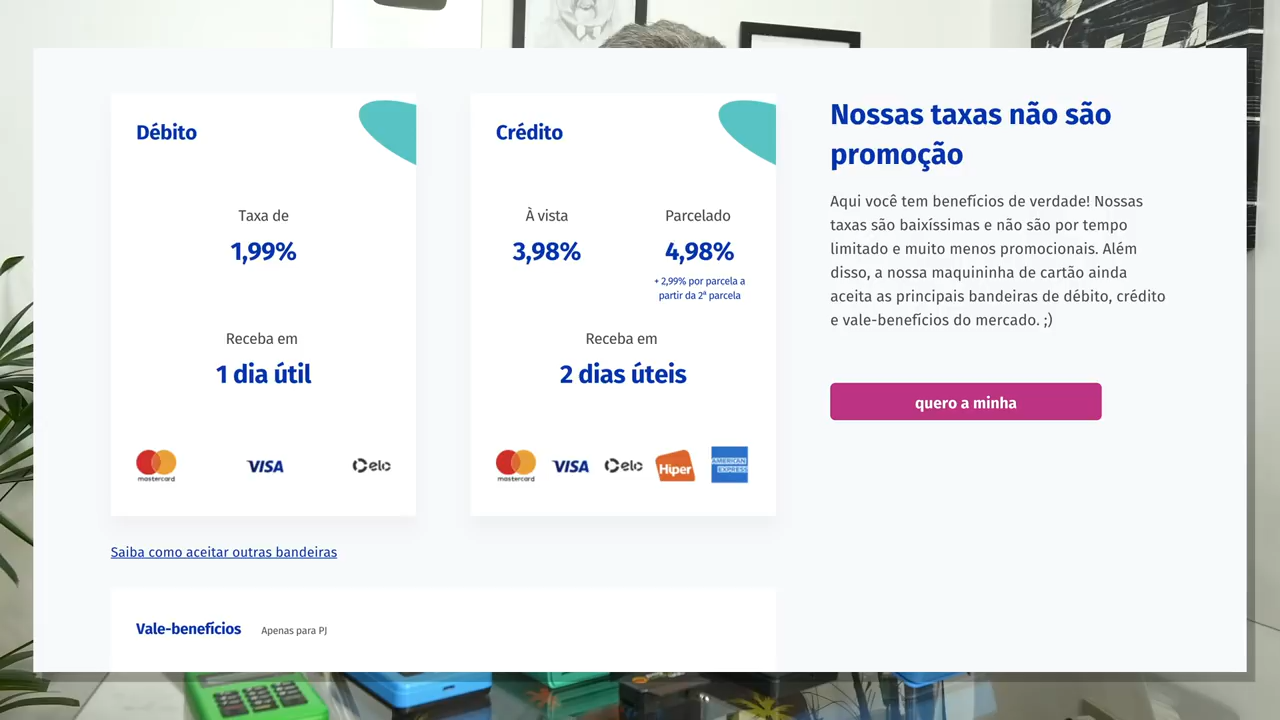 Débito
Taxa de
1,99%
Receba em
1 dia útil
mastercard
VISA
elo
Crédito
À vista
3,98%
Parcelado
4,98%
+ 2,99% por parcela a
partir da 2ª parcela
Receba em
2 dias úteis
mastercard
VISA
elo
Hiper
AMERICAN
EXPRESS
Nossas taxas não são
promoção
Aqui você tem benefícios de verdade! Nossas
taxas são baixíssimas e não são por tempo
limitado e muito menos promocionais. Além
disso, a nossa maquininha de cartão ainda
aceita as principais bandeiras de débito, crédito
e vale-benefícios do mercado. ;)
quero a minha
Saiba como aceitar outras bandeiras
Vale-benefícios Apenas para PJ